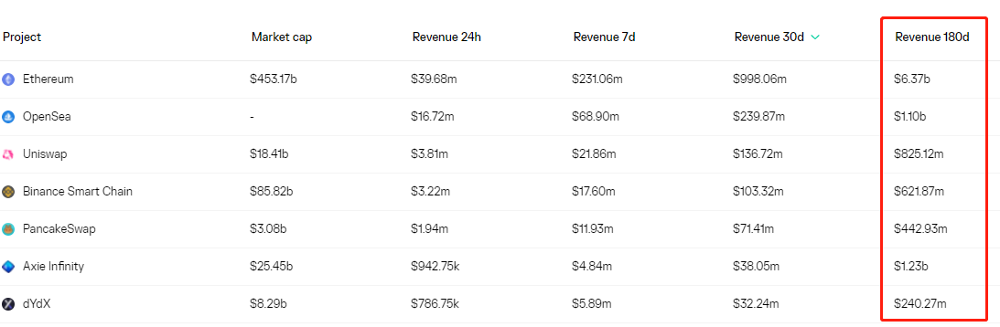 Project Market cap Revenue 24h Revenue 7d Revenue 30d Revenue 180d
Ethereum $453.17b $39.68m $231.06m $998.06m $6.37b
OpenSea - $16.72m $68.90m $239.87m $1.10b
Uniswap $18.41b $3.81m $21.86m $136.72m $825.12m
Binance Smart Chain $85.82b $3.22m $17.60m $103.32m $621.87m
PancakeSwap $3.08b $1.94m $11.93m $71.41m $442.93m
Axie Infinity $25.45b $942.75k $4.84m $38.05m $1.23b
dYdX $8.29b $786.75k $5.89m $32.24m $240.27m